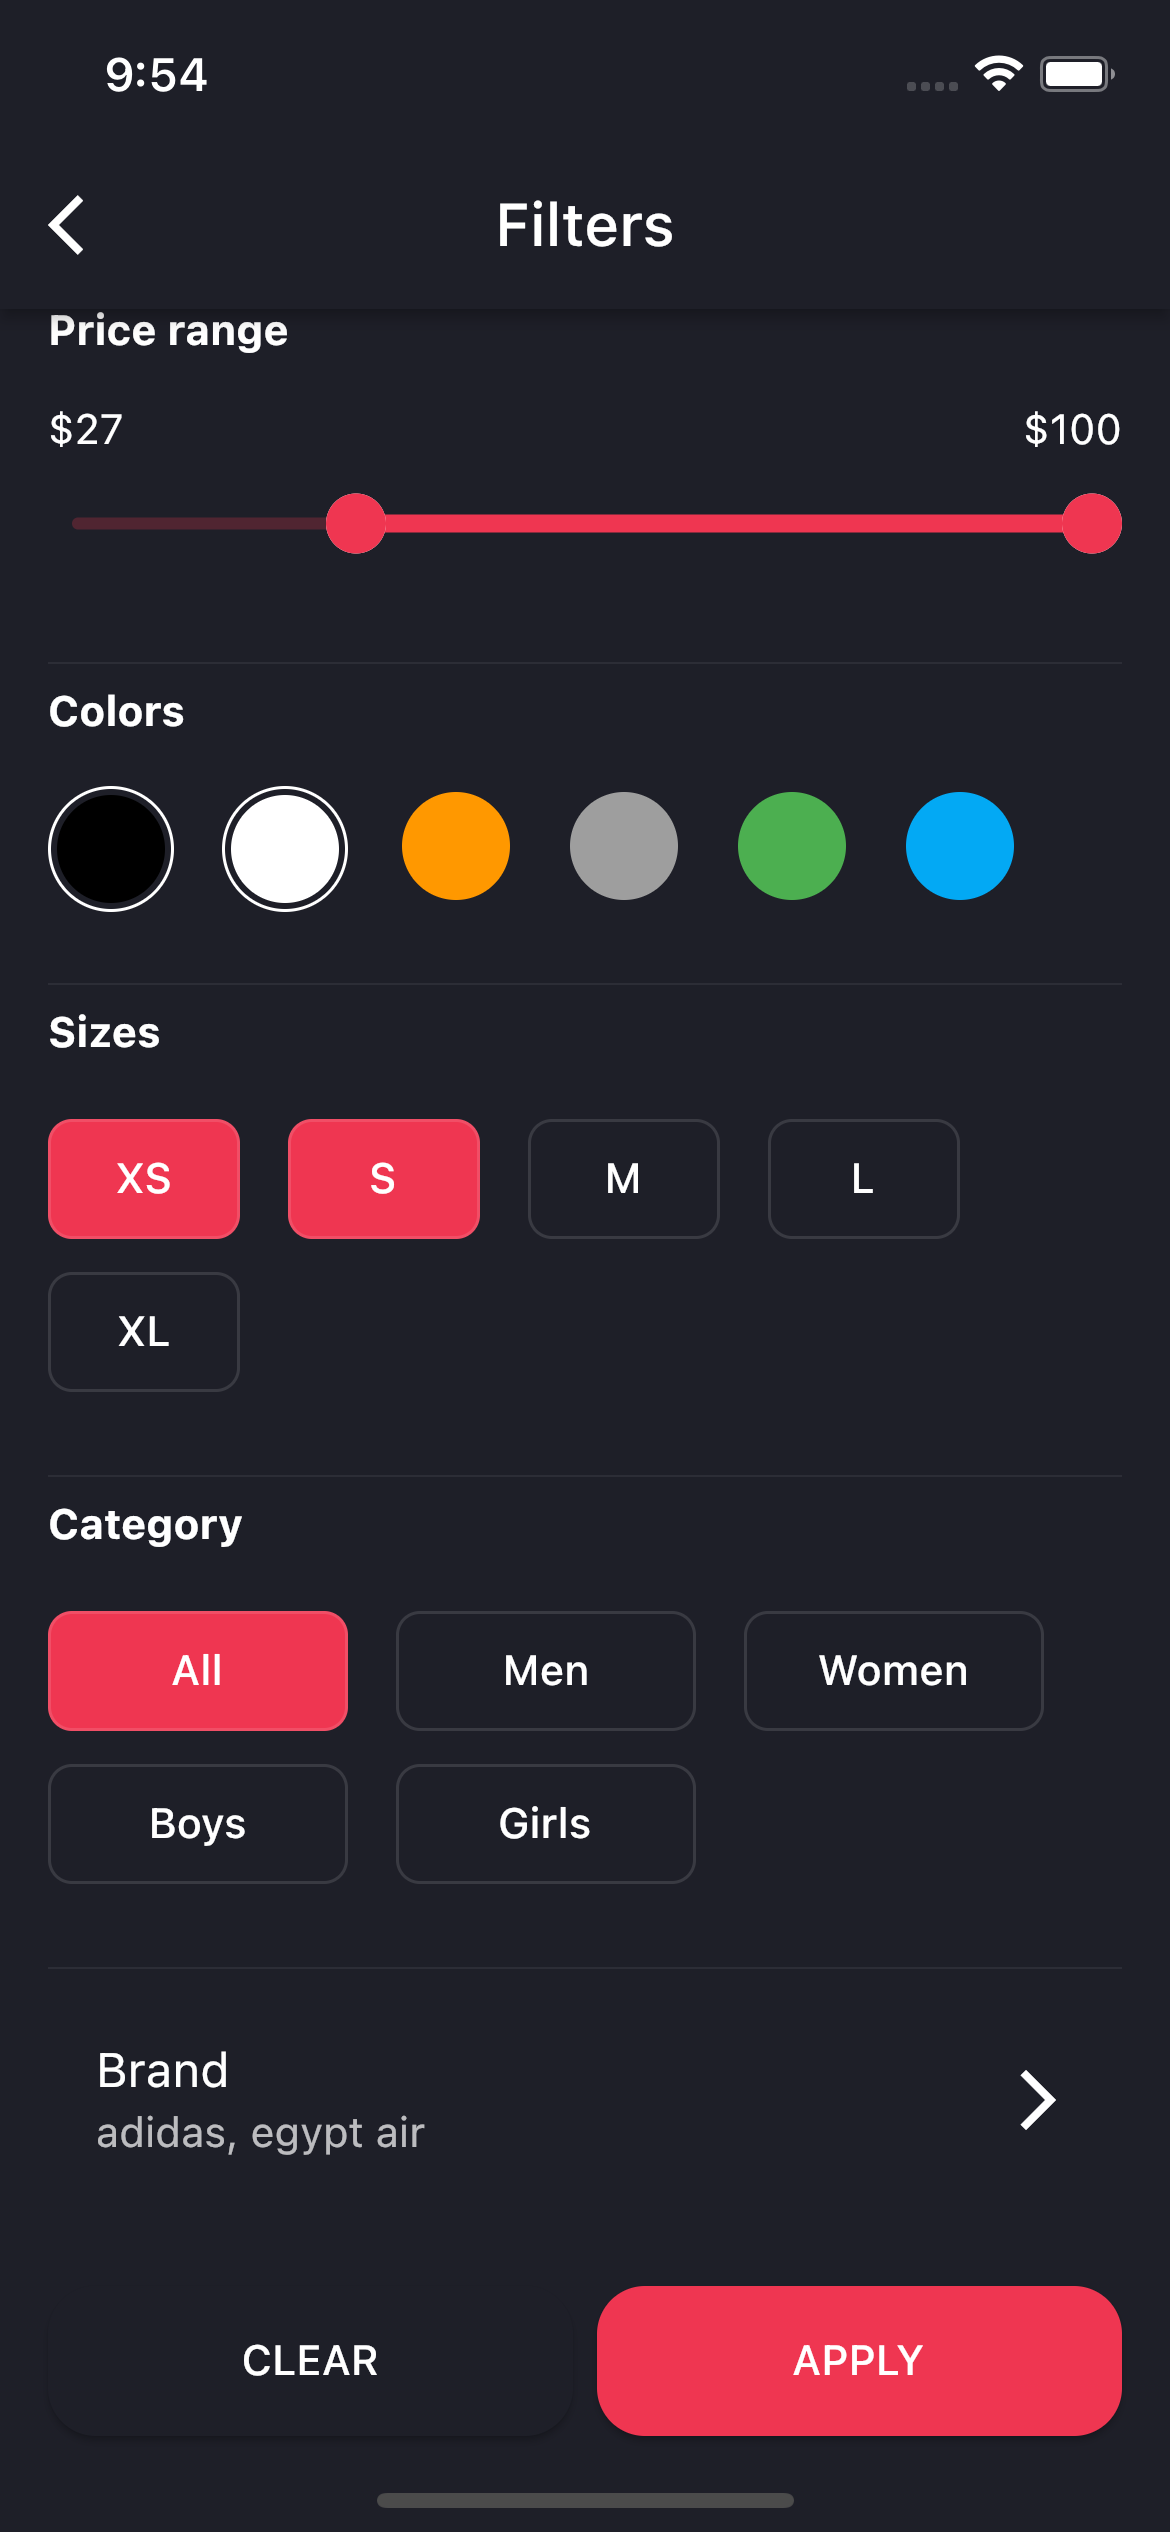 9:54
Filters
Price range
$27 $100
Colors
Sizes
XS S M L
XL
Category
All Men Women
Boys Girls
Brand
adidas, egypt air
CLEAR APPLY